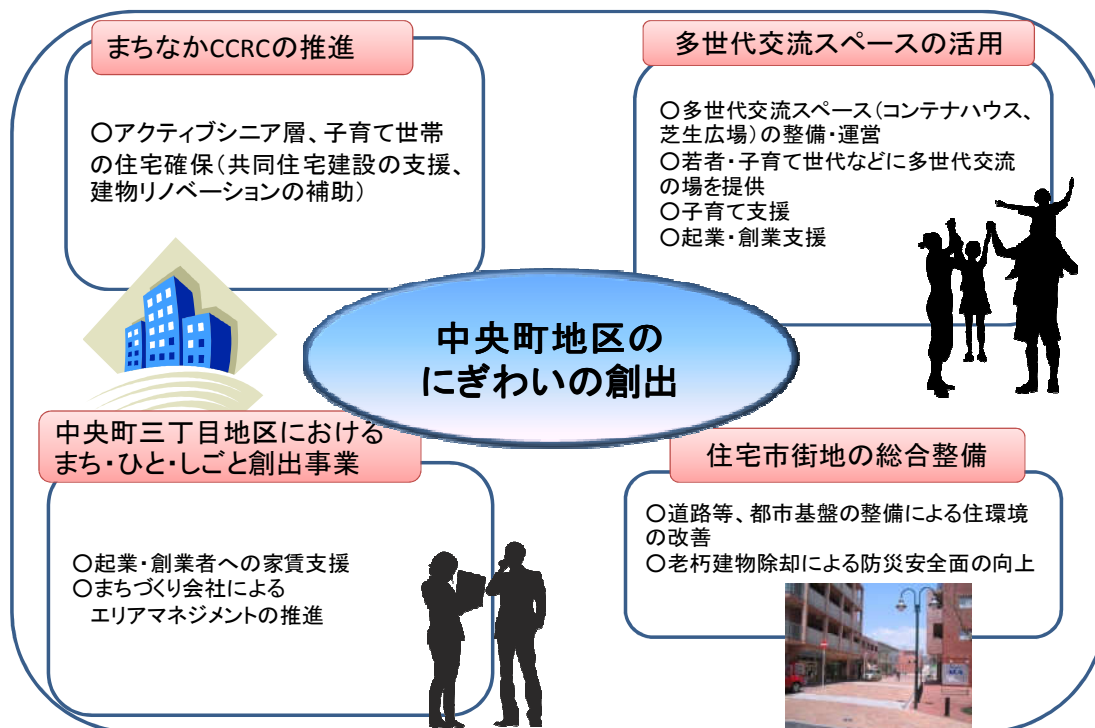 まちなかCCRCの推進
○アクティブシニア層、子育て世帯
の住宅確保(共同住宅建設の支援、
建物リノベーションの補助)
多世代交流スペースの活用
○多世代交流スペース(コンテナハウス、
芝生広場)の整備・運営
○若者・子育て世代などに多世代交流
の場を提供
○子育て支援
○起業・創業支援
中央町地区の
にぎわいの創出
中央町三丁目地区における
まち・ひと・しごと創出事業
○起業・創業者への家賃支援
○まちづくり会社による
エリアマネジメントの推進
住宅市街地の総合整備
○道路等、都市基盤の整備による住環境
の改善
○老朽建物除却による防災安全面の向上